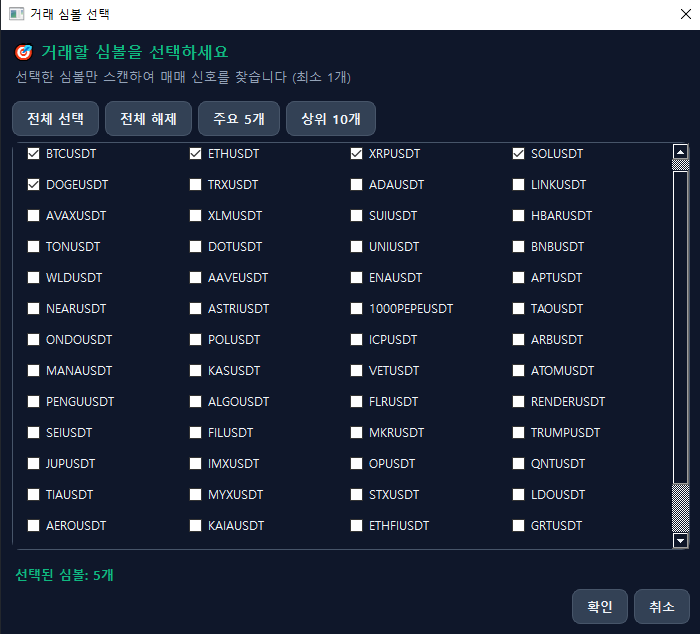 거래 심볼 선택
거래할 심볼을 선택하세요
선택한 심볼만 스캔하여 매매 신호를 찾습니다 (최소 1개)
전체 선택 전체 해제 주요 5개 상위 10개
BTCUSDT ETHUSDT XRPUSDT SOLUSDT
DOGEUSDT TRXUSDT ADAUSDT LINKUSDT
AVAXUSDT XLMUSDT SUIUSDT HBARUSDT
TONUSDT DOTUSDT UNIUSDT BNBUSDT
WLDUSDT AAVEUSDT ENAUSDT APTUSDT
NEARUSDT ASTRIUSDT 1000PEPEUSDT TAOUSDT
ONDOUSDT POLUSDT ICPUSDT ARBUSDT
MANAUSDT KASUSDT VETUSDT ATOMUSDT
PENGUUSDT ALGOUSDT FLRUSDT RENDERUSDT
SEIUSDT FILUSDT MKRUSDT TRUMPUSDT
JUPUSDT IMXUSDT OPUSDT QNTUSDT
TIAUSDT MYXUSDT STXUSDT LDOUSDT
AEROUSDT KAIAUSDT ETHFIUSDT GRTUSDT
선택된 심볼: 5개
확인 취소